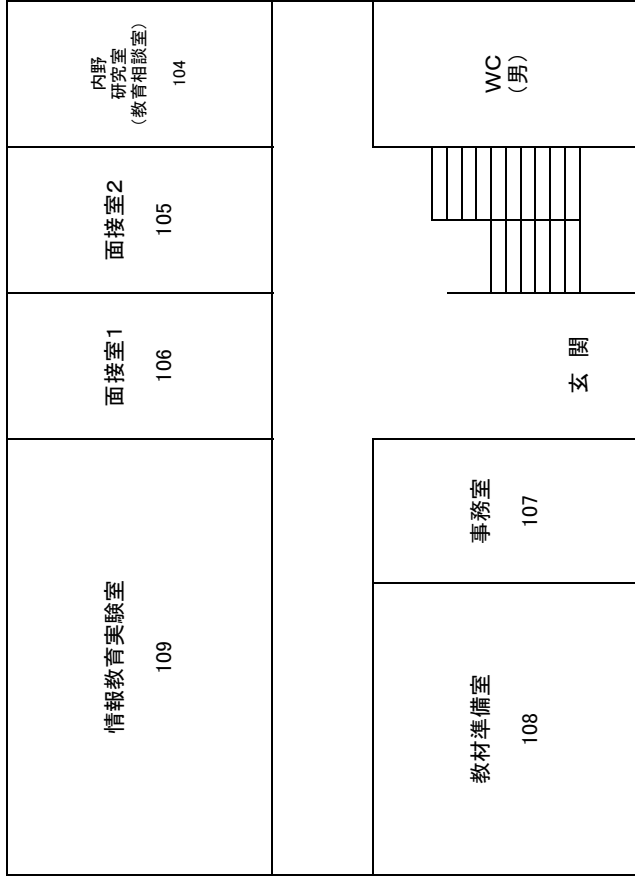 情報教育実験室
109
面接室1
106
面接室2
105
内野
研究室
（教育相談室）
104
教材準備室
108
事務室
107
玄 関
WC
（男）